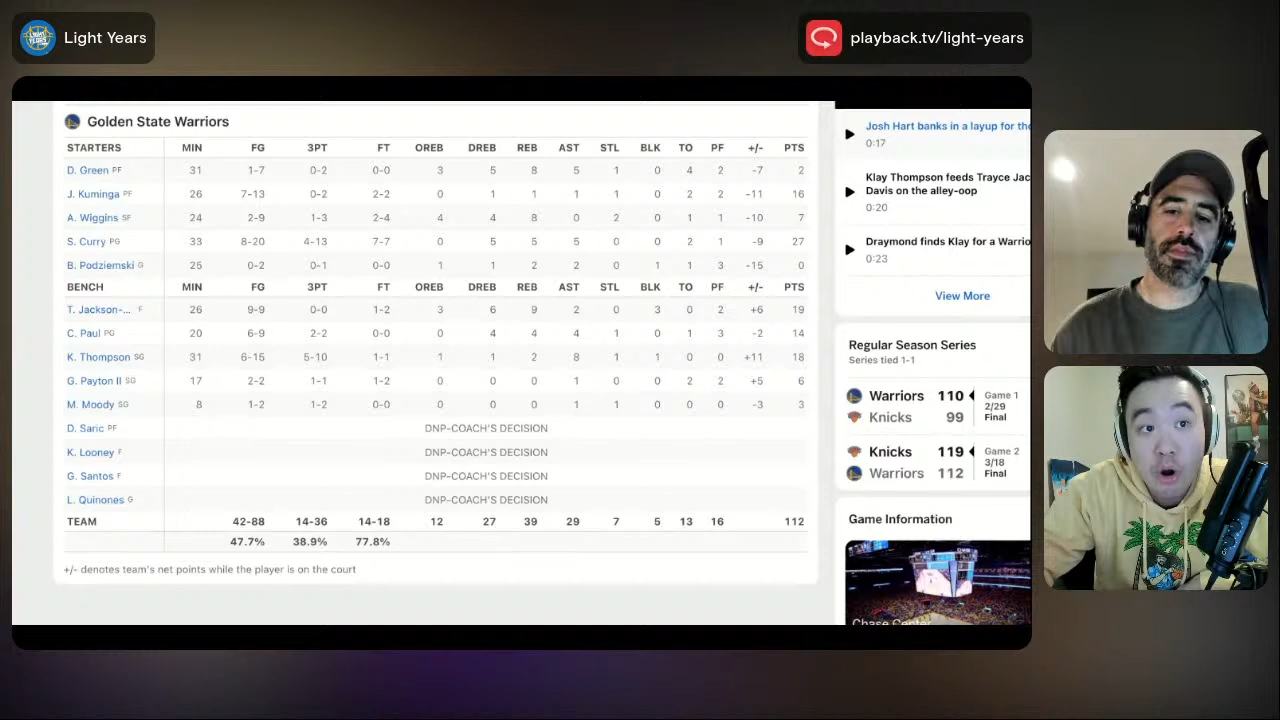 Light Years
playback.tv/light-years
Golden State Warriors
STARTERS MIN FG 3PT FT OREB DREB REB AST STL BLK TO PF +/- PTS
D. Green PF 31 1-7 0-2 0-0 3 5 8 5 1 0 4 2 -7 2
J. Kuminga PF 26 7-13 0-2 2-2 0 1 1 1 0 0 2 2 -11 16
A. Wiggins SF 24 2-9 1-3 2-4 4 4 8 0 2 0 1 1 -10 7
S. Curry PG 33 8-20 4-13 7-7 0 5 5 5 0 0 2 1 -9 27
B. Podziemski G 25 0-2 0-1 0-0 1 1 2 2 0 1 1 3 -15 0
BENCH MIN FG 3PT FT OREB DREB REB AST STL BLK TO PF +/- PTS
T. Jackson-... F 26 9-9 0-0 1-2 3 6 9 2 0 3 0 2 +6 19
C. Paul PG 20 6-9 2-2 0-0 0 4 4 4 1 0 1 3 -2 14
K. Thompson SG 31 6-15 5-10 1-1 1 1 2 8 1 1 0 0 +11 18
G. Payton II SG 17 2-2 1-1 1-2 0 0 0 1 0 0 2 2 +5 6
M. Moody SG 8 1-2 1-2 0-0 0 0 0 1 1 0 0 0 -3 3
D. Saric PF DNP-COACH'S DECISION
K. Looney F DNP-COACH'S DECISION
G. Santos F DNP-COACH'S DECISION
L. Quinones G DNP-COACH'S DECISION
TEAM 42-88 14-36 14-18 12 27 39 29 7 5 13 16 112
47.7% 38.9% 77.8%
+/- denotes team's net points while the player is on the court
Josh Hart banks in a layup for the
0:17
Klay Thompson feeds Trayce Jac
Davis on the alley-oop
0:20
Draymond finds Klay for a Warrio
0:23
View More
Regular Season Series
Series tied 1-1
Warriors 110 Game 1
2/29
Knicks 99 Final
Knicks 119 Game 2
3/18
Warriors 112 Final
Game Information
Chase Center